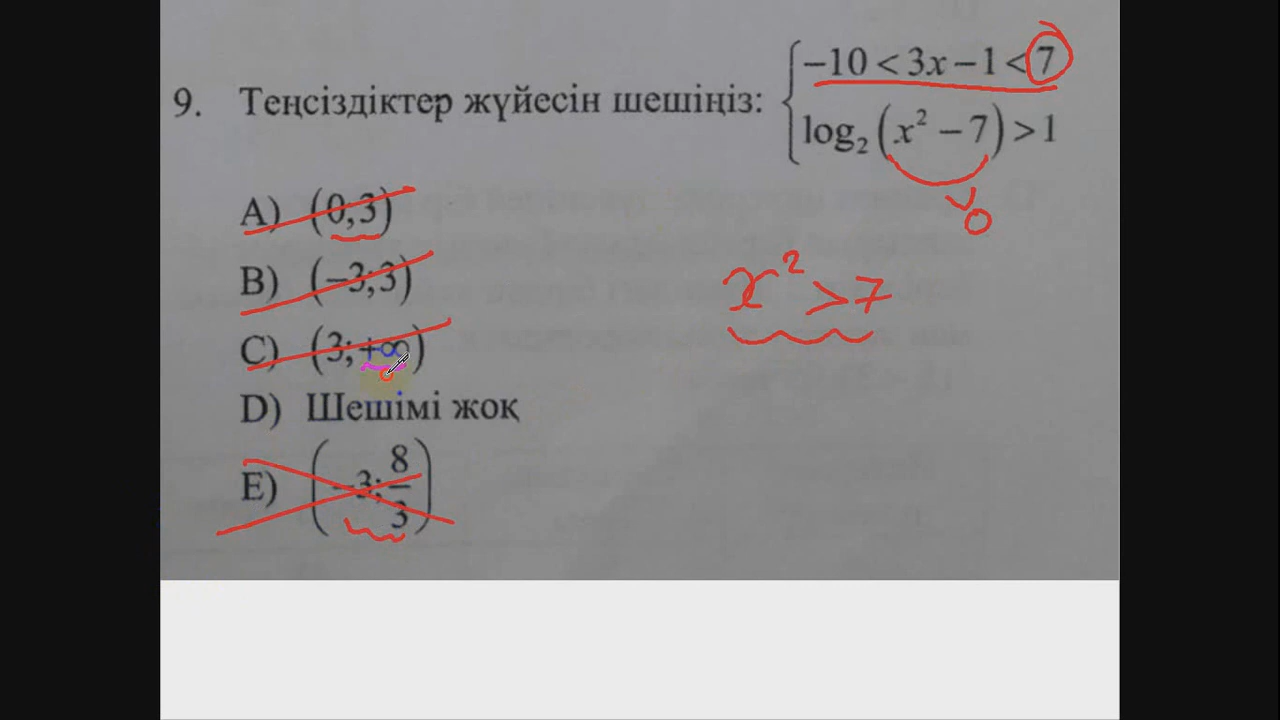 9. Теңсіздіктер жүйесін шешіңіз: { −10 < 3x − 1 < 7
log₂(x² − 7) > 1
>0
A) (0,3)
B) (−3;3)
x² > 7
C) (3; +∞)
D) Шешімі жоқ
E) (−3; 8/3)